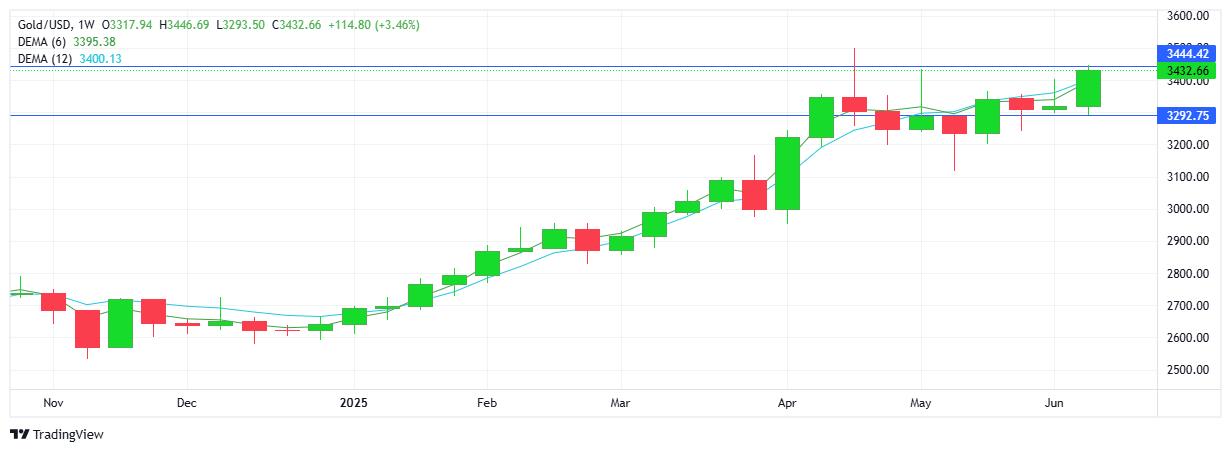 Gold/USD, 1W O3317.94 H3446.69 L3293.50 C3432.66 +114.80 (+3.46%)
DEMA (6) 3395.38
DEMA (12) 3400.13
3600.00
3444.42
3432.66
3400.00
3292.75
3200.00
3100.00
3000.00
2900.00
2800.00
2700.00
2600.00
2500.00
Nov Dec 2025 Feb Mar Apr May Jun
TradingView